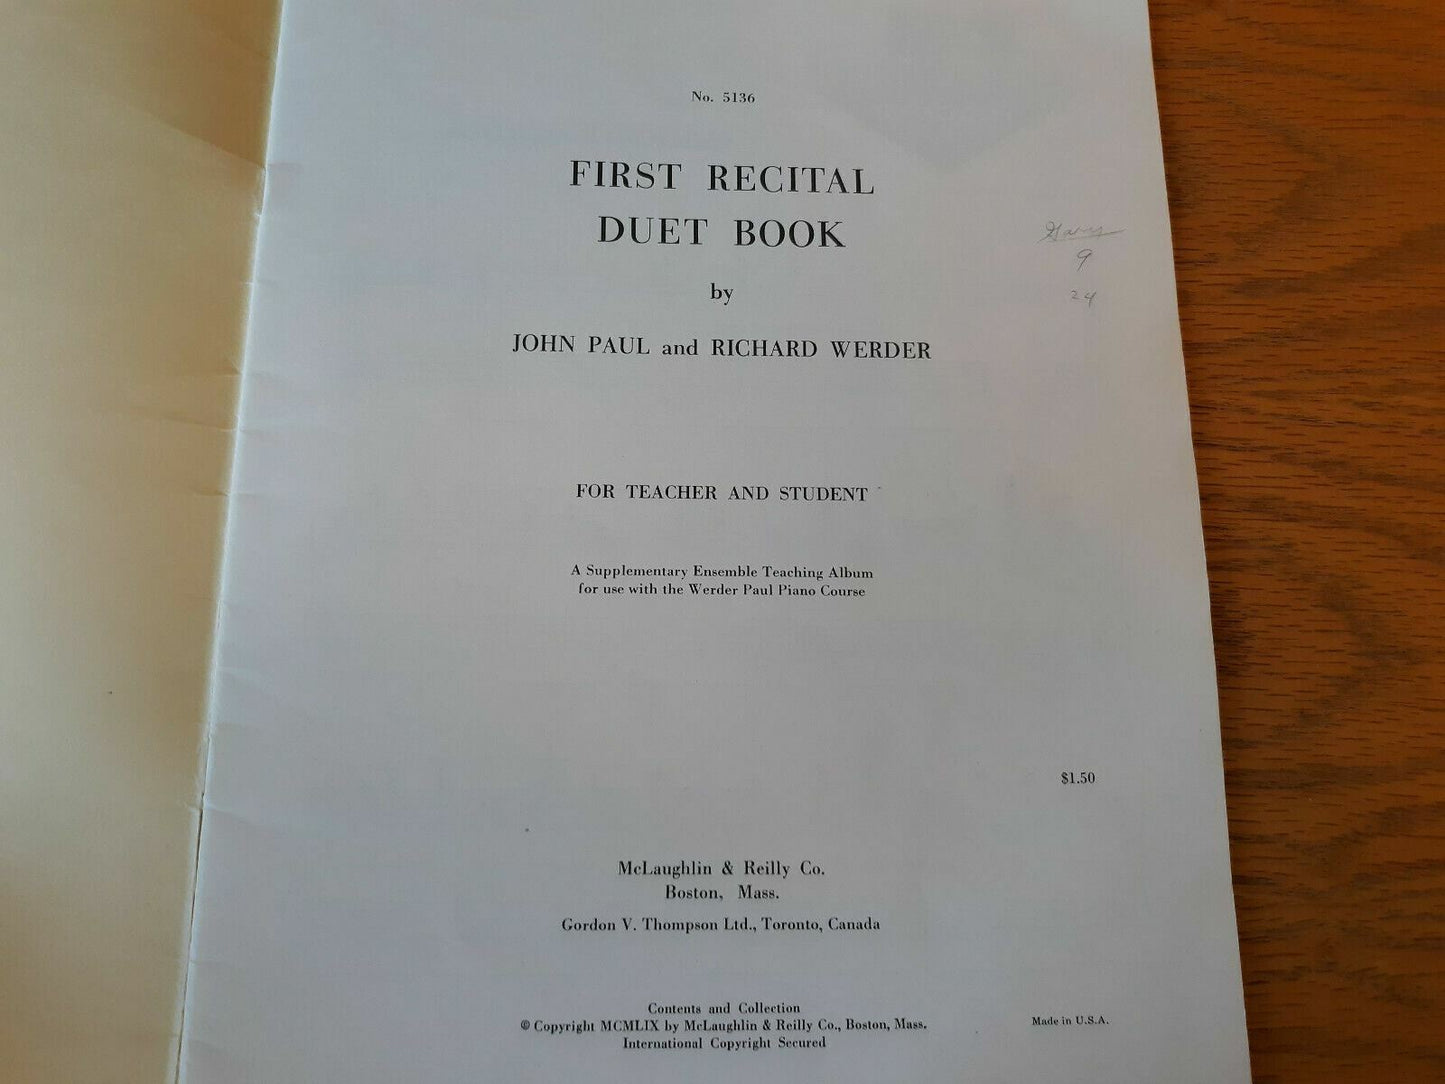 No. 5136
FIRST RECITAL
DUET BOOK
by
JOHN PAUL and RICHARD WERDER
Gary
9
24
FOR TEACHER AND STUDENT
A Supplementary Ensemble Teaching Album
for use with the Werder Paul Piano Course
$1.50
McLaughlin & Reilly Co.
Boston, Mass.
Gordon V. Thompson Ltd., Toronto, Canada
Contents and Collection
© Copyright MCMLIX by McLaughlin & Reilly Co., Boston, Mass.
International Copyright Secured
Made in U.S.A.